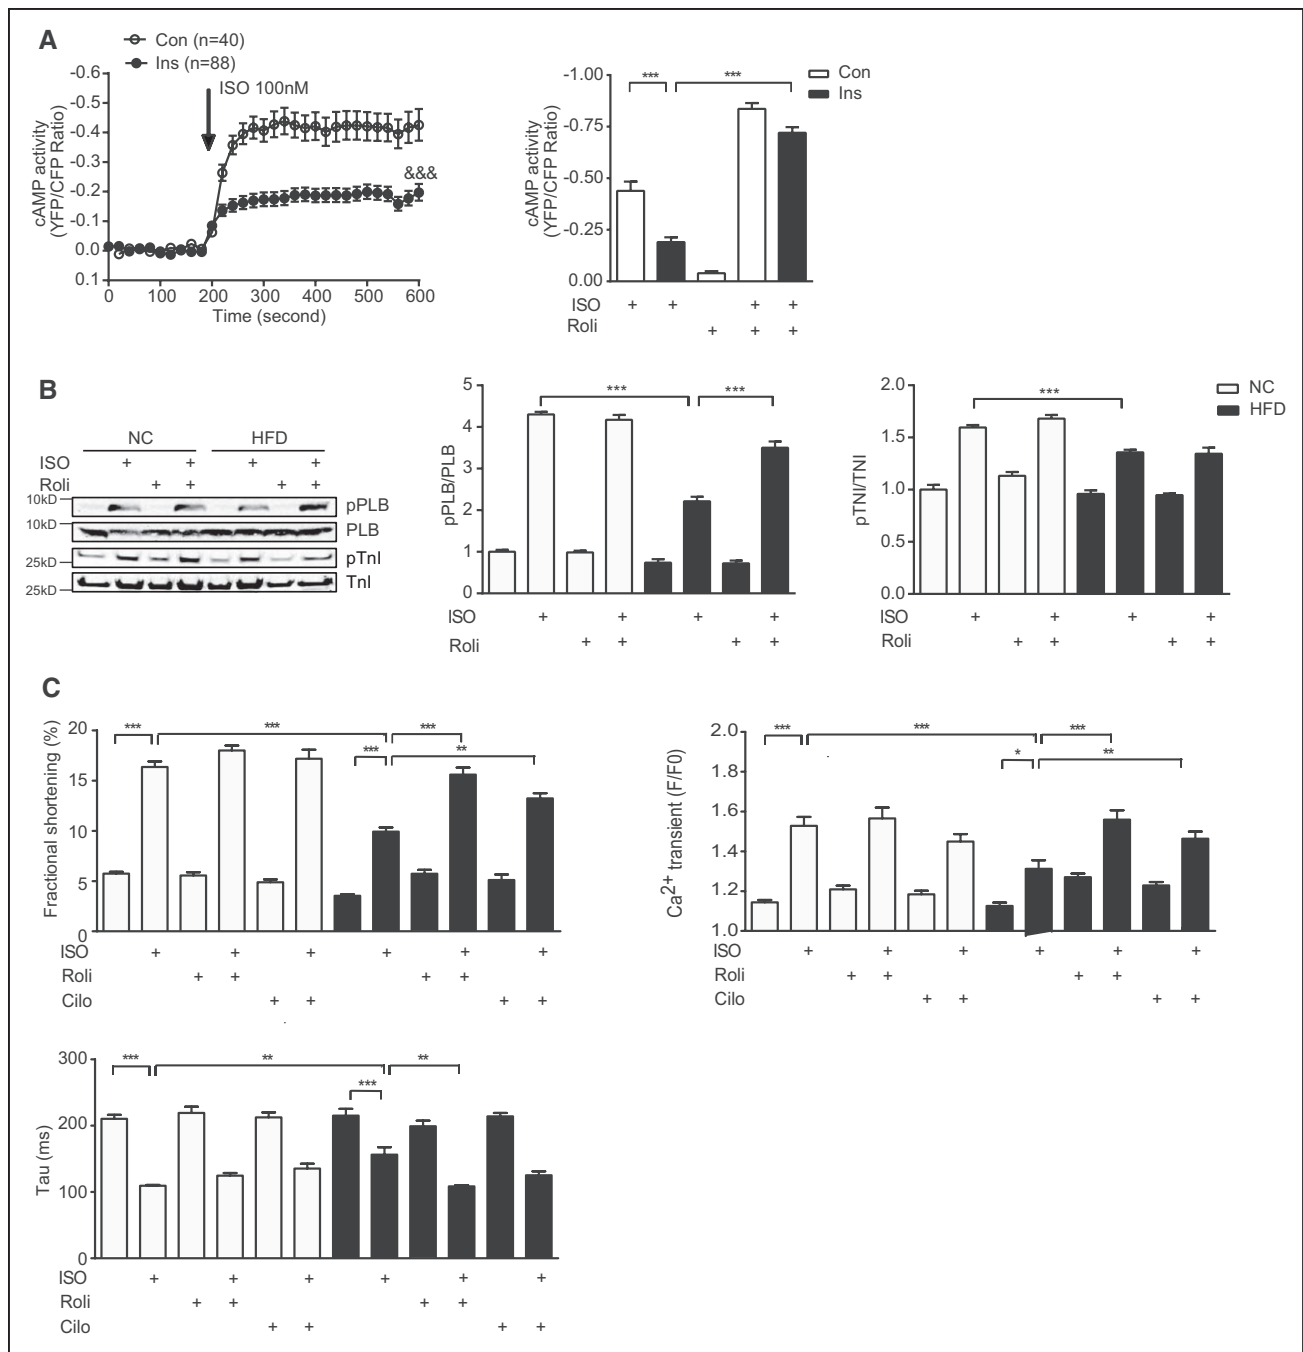 A
Con (n=40)
Ins (n=88)
ISO 100nM
&&&
cAMP activity
(YFP/CFP Ratio)
-0.6
-0.5
-0.4
-0.3
-0.2
-0.1
0.0
0.1
0 100 200 300 400 500 600
Time (second)
cAMP activity
(YFP/CFP Ratio)
-1.00
-0.75
-0.50
-0.25
0.00
*** ***
Con
Ins
ISO + + + +
Roli + + +
B
NC HFD
ISO + + + +
Roli + + + +
10kD pPLB
10kD PLB
25kD pTnI
25kD TnI
pPLB/PLB
5
4
3
2
1
0
*** ***
ISO + + + +
Roli + + + +
pTNI/TNI
2.0
1.5
1.0
0.5
0.0
***
NC
HFD
ISO + + + +
Roli + + + +
C
Fractional shortening (%)
20
15
10
5
0
*** *** ***
*** **
ISO + + + + + +
Roli + + + +
Cilo + + + +
Ca2+ transient (F/F0)
2.0
1.8
1.6
1.4
1.2
1.0
*** *** ***
* **
ISO + + + + + +
Roli + + + +
Cilo + + + +
Tau (ms)
300
200
100
0
*** ** **
***
ISO + + + + + +
Roli + + + +
Cilo + + + +